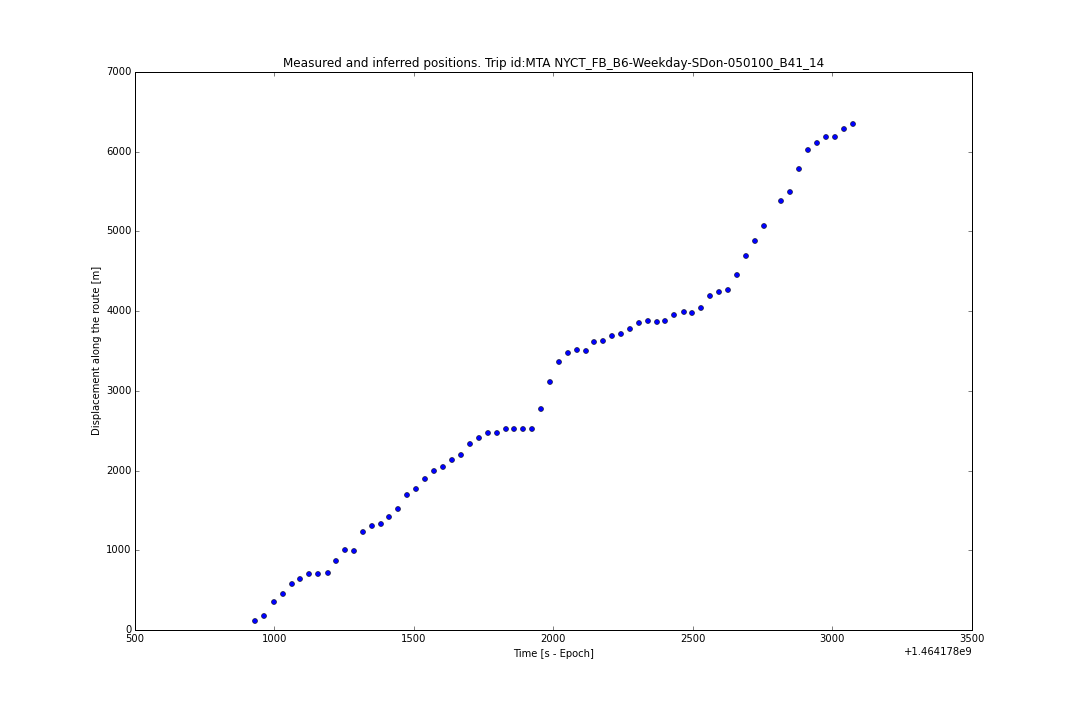 Measured and inferred positions. Trip id:MTA NYCT_FB_B6-Weekday-SDon-050100_B41_14
7000
6000
5000
4000
3000
2000
1000
0
Displacement along the route [m]
500 1000 1500 2000 2500 3000 3500
Time [s - Epoch]
+1.464178e9